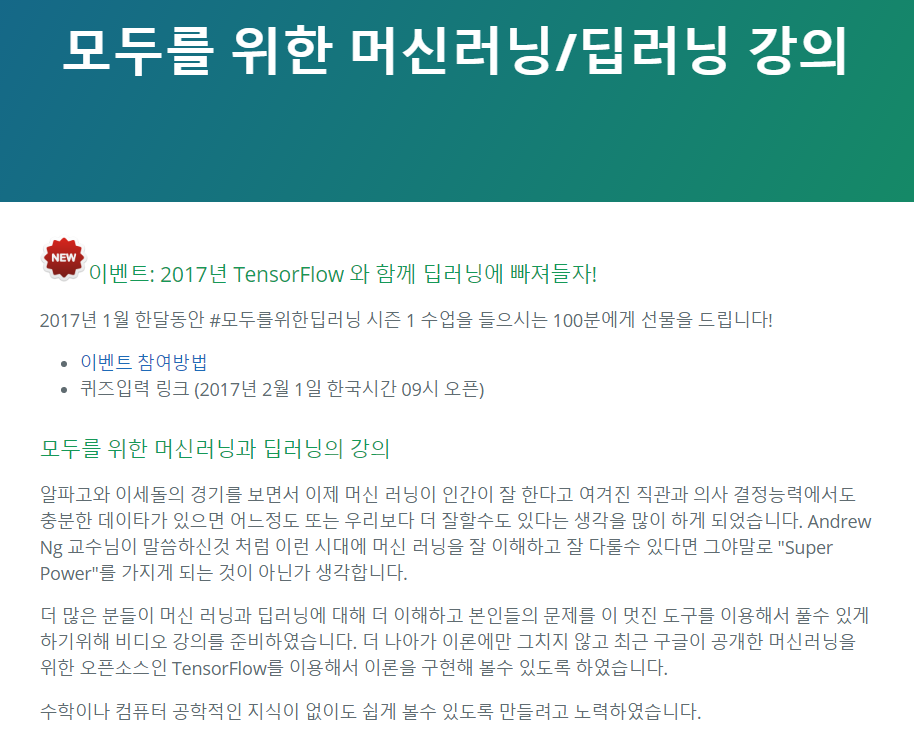 모두를 위한 머신러닝/딥러닝 강의
NEW
이벤트: 2017년 TensorFlow 와 함께 딥러닝에 빠져들자!
2017년 1월 한달동안 #모두를위한딥러닝 시즌 1 수업을 들으시는 100분에게 선물을 드립니다!
이벤트 참여방법
퀴즈입력 링크 (2017년 2월 1일 한국시간 09시 오픈)
모두를 위한 머신러닝과 딥러닝의 강의
알파고와 이세돌의 경기를 보면서 이제 머신 러닝이 인간이 잘 한다고 여겨진 직관과 의사 결정능력에서도
충분한 데이타가 있으면 어느정도 또는 우리보다 더 잘할수도 있다는 생각을 많이 하게 되었습니다. Andrew
Ng 교수님이 말씀하신것 처럼 이런 시대에 머신 러닝을 잘 이해하고 잘 다룰수 있다면 그야말로 "Super
Power"를 가지게 되는 것이 아닌가 생각합니다.
더 많은 분들이 머신 러닝과 딥러닝에 대해 더 이해하고 본인들의 문제를 이 멋진 도구를 이용해서 풀수 있게
하기위해 비디오 강의를 준비하였습니다. 더 나아가 이론에만 그치지 않고 최근 구글이 공개한 머신러닝을
위한 오픈소스인 TensorFlow를 이용해서 이론을 구현해 볼수 있도록 하였습니다.
수학이나 컴퓨터 공학적인 지식이 없이도 쉽게 볼수 있도록 만들려고 노력하였습니다.